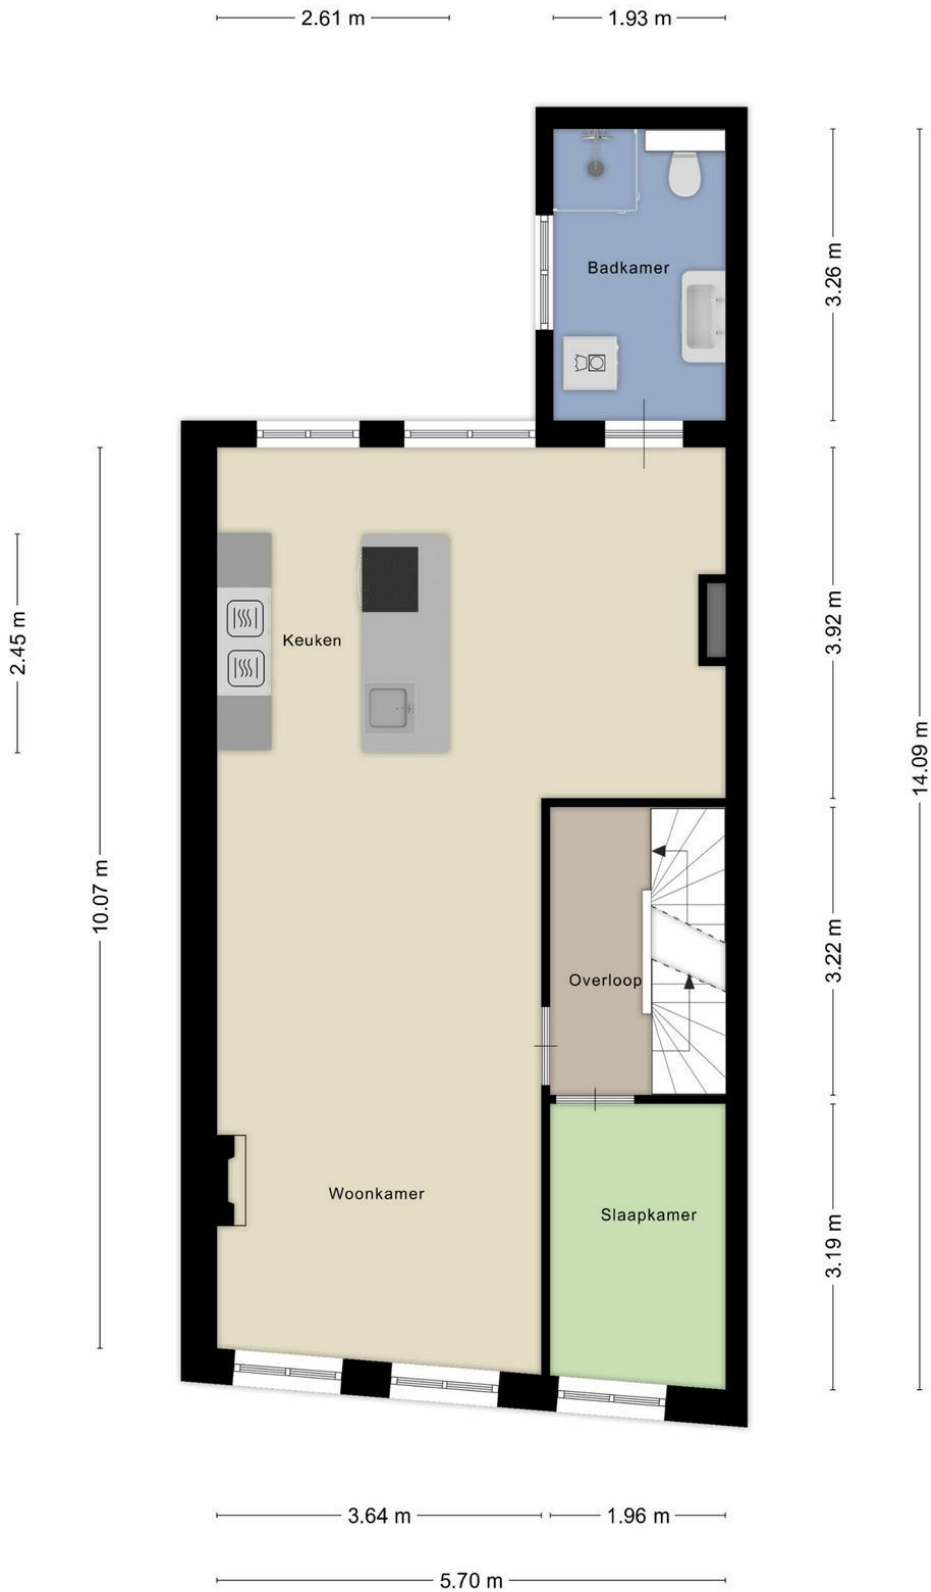 2.61 m
1.93 m
Badkamer
3.26 m
Keuken
2.45 m
3.92 m
14.09 m
10.07 m
Overloop
3.22 m
Woonkamer
Slaapkamer
3.19 m
3.64 m
1.96 m
5.70 m